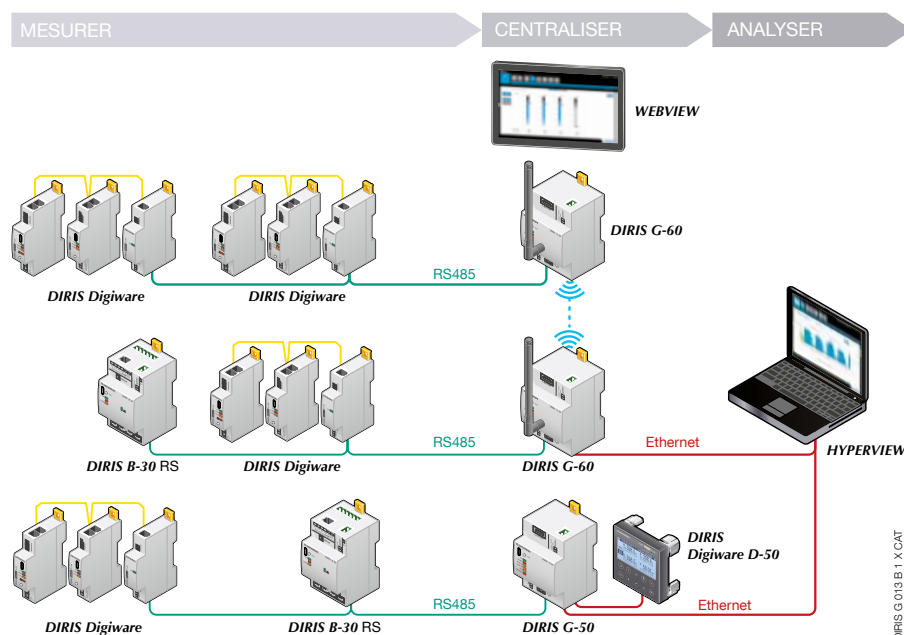 MESURER
CENTRALISER
ANALYSER
WEBVIEW
DIRIS G-60
RS485
DIRIS Digiware
DIRIS Digiware
RS485
Ethernet
HYPERVIEW
DIRIS B-30 RS
DIRIS Digiware
DIRIS G-60
DIRIS
Digiware D-50
RS485
Ethernet
DIRIS Digiware
DIRIS B-30 RS
DIRIS G-50
DIRIS G 013 B 1 X CAT